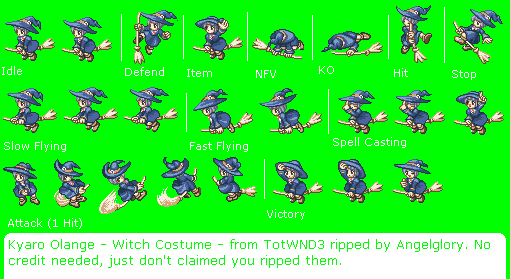 Idle
Defend
Item
NFV
KO
Hit
Stop
Slow Flying
Fast Flying
Spell Casting
Attack (1 Hit)
Victory
Kyaro Olange - Witch Costume - from TotWND3 ripped by Angelglory. No
credit needed, just don't claimed you ripped them.